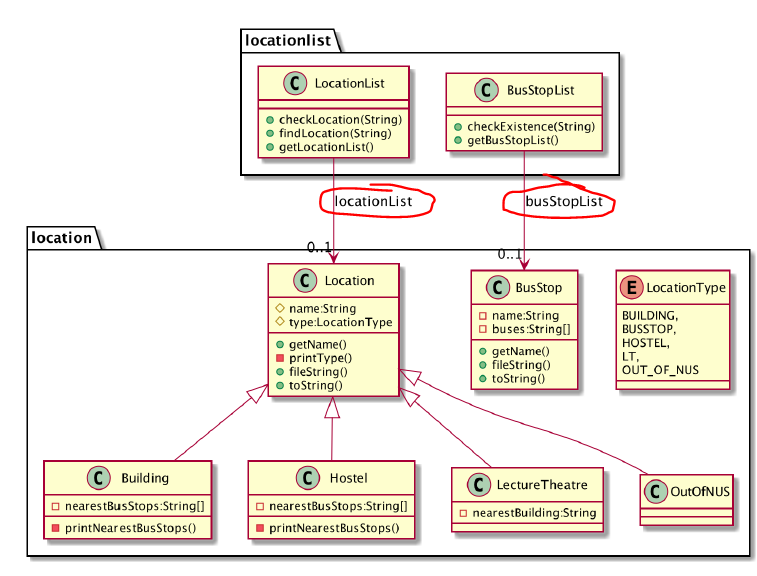 locationlist
C LocationList
checkLocation(String)
findLocation(String)
getLocationList()
C BusStopList
checkExistence(String)
getBusStopList()
locationList
busStopList
0..1
0..1
location
C Location
name:String
type:LocationType
getName()
printType()
fileString()
toString()
C BusStop
name:String
buses:String[]
getName()
fileString()
toString()
E LocationType
BUILDING,
BUSSTOP,
HOSTEL,
LT,
OUT_OF_NUS
C Building
nearestBusStops:String[]
printNearestBusStops()
C Hostel
nearestBusStops:String[]
printNearestBusStops()
C LectureTheatre
nearestBuilding:String
C OutOfNUS